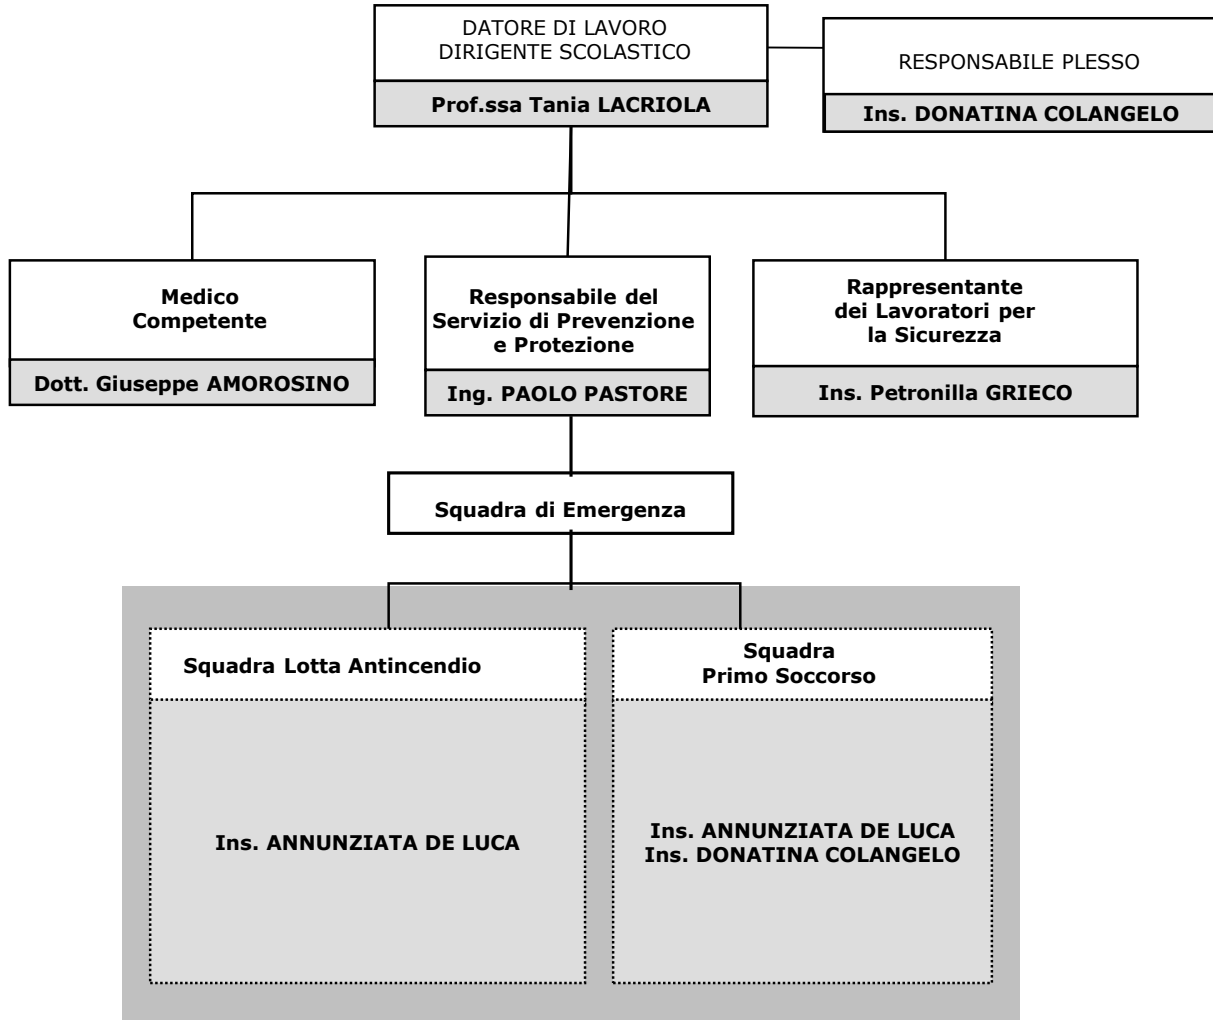 DATORE DI LAVORO
DIRIGENTE SCOLASTICO
Prof.ssa Tania LACRIOLA
RESPONSABILE PLESSO
Ins. DONATINA COLANGELO
Medico
Competente
Dott. Giuseppe AMOROSINO
Responsabile del
Servizio di Prevenzione
e Protezione
Ing. PAOLO PASTORE
Rappresentante
dei Lavoratori per
la Sicurezza
Ins. Petronilla GRIECO
Squadra di Emergenza
Squadra Lotta Antincendio
Ins. ANNUNZIATA DE LUCA
Squadra
Primo Soccorso
Ins. ANNUNZIATA DE LUCA
Ins. DONATINA COLANGELO